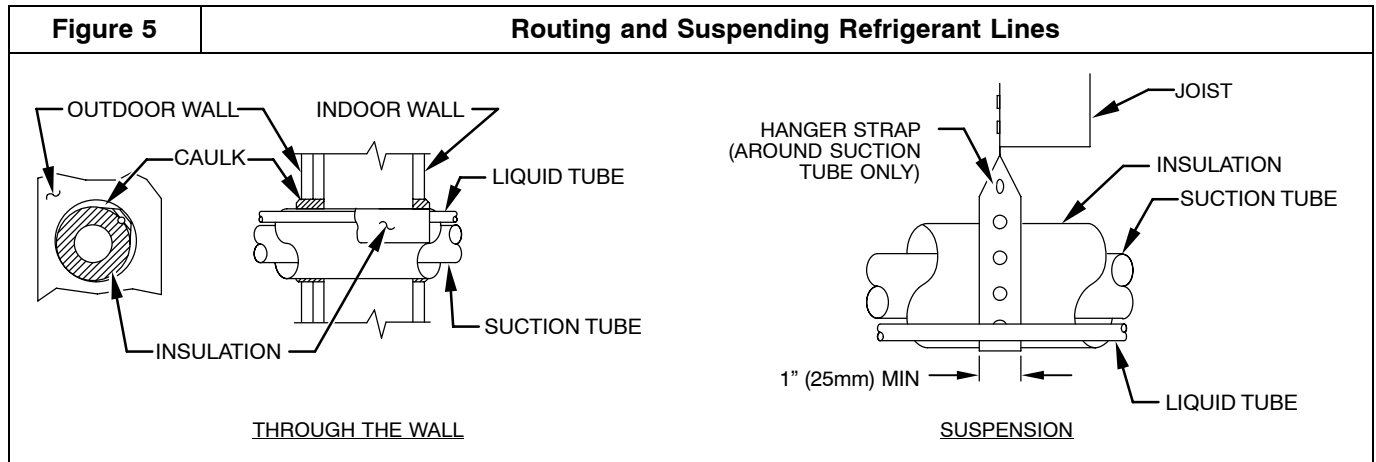 Figure 5
Routing and Suspending Refrigerant Lines
OUTDOOR WALL
INDOOR WALL
CAULK
LIQUID TUBE
SUCTION TUBE
INSULATION
THROUGH THE WALL
JOIST
HANGER STRAP
(AROUND SUCTION
TUBE ONLY)
INSULATION
SUCTION TUBE
1” (25mm) MIN
LIQUID TUBE
SUSPENSION